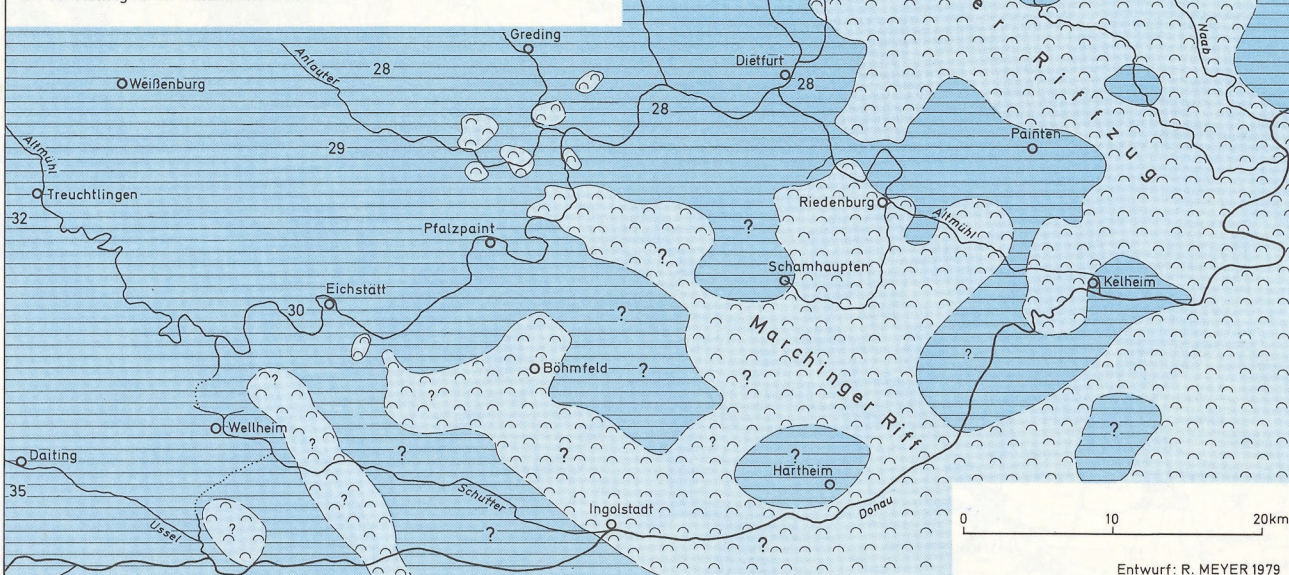 Greding
Anlauter
28
Dietfurt
Naab
er Riffzug
Weißenburg
28
28
29
Painten
Altmühl
Treuchtlingen
32
Riedenburg
Altmühl
Pfalzpaint
?
?
Schamhaupten
Kelheim
Eichstätt
30
?
Marchinger Riff
?
?
Böhmfeld
?
?
?
?
Wellheim
?
?
?
?
?
?
Daiting
Hartheim
35
?
Schutter
Donau
Ussel
?
Ingolstadt
?
?
0 10 20km
Entwurf: R. MEYER 1979